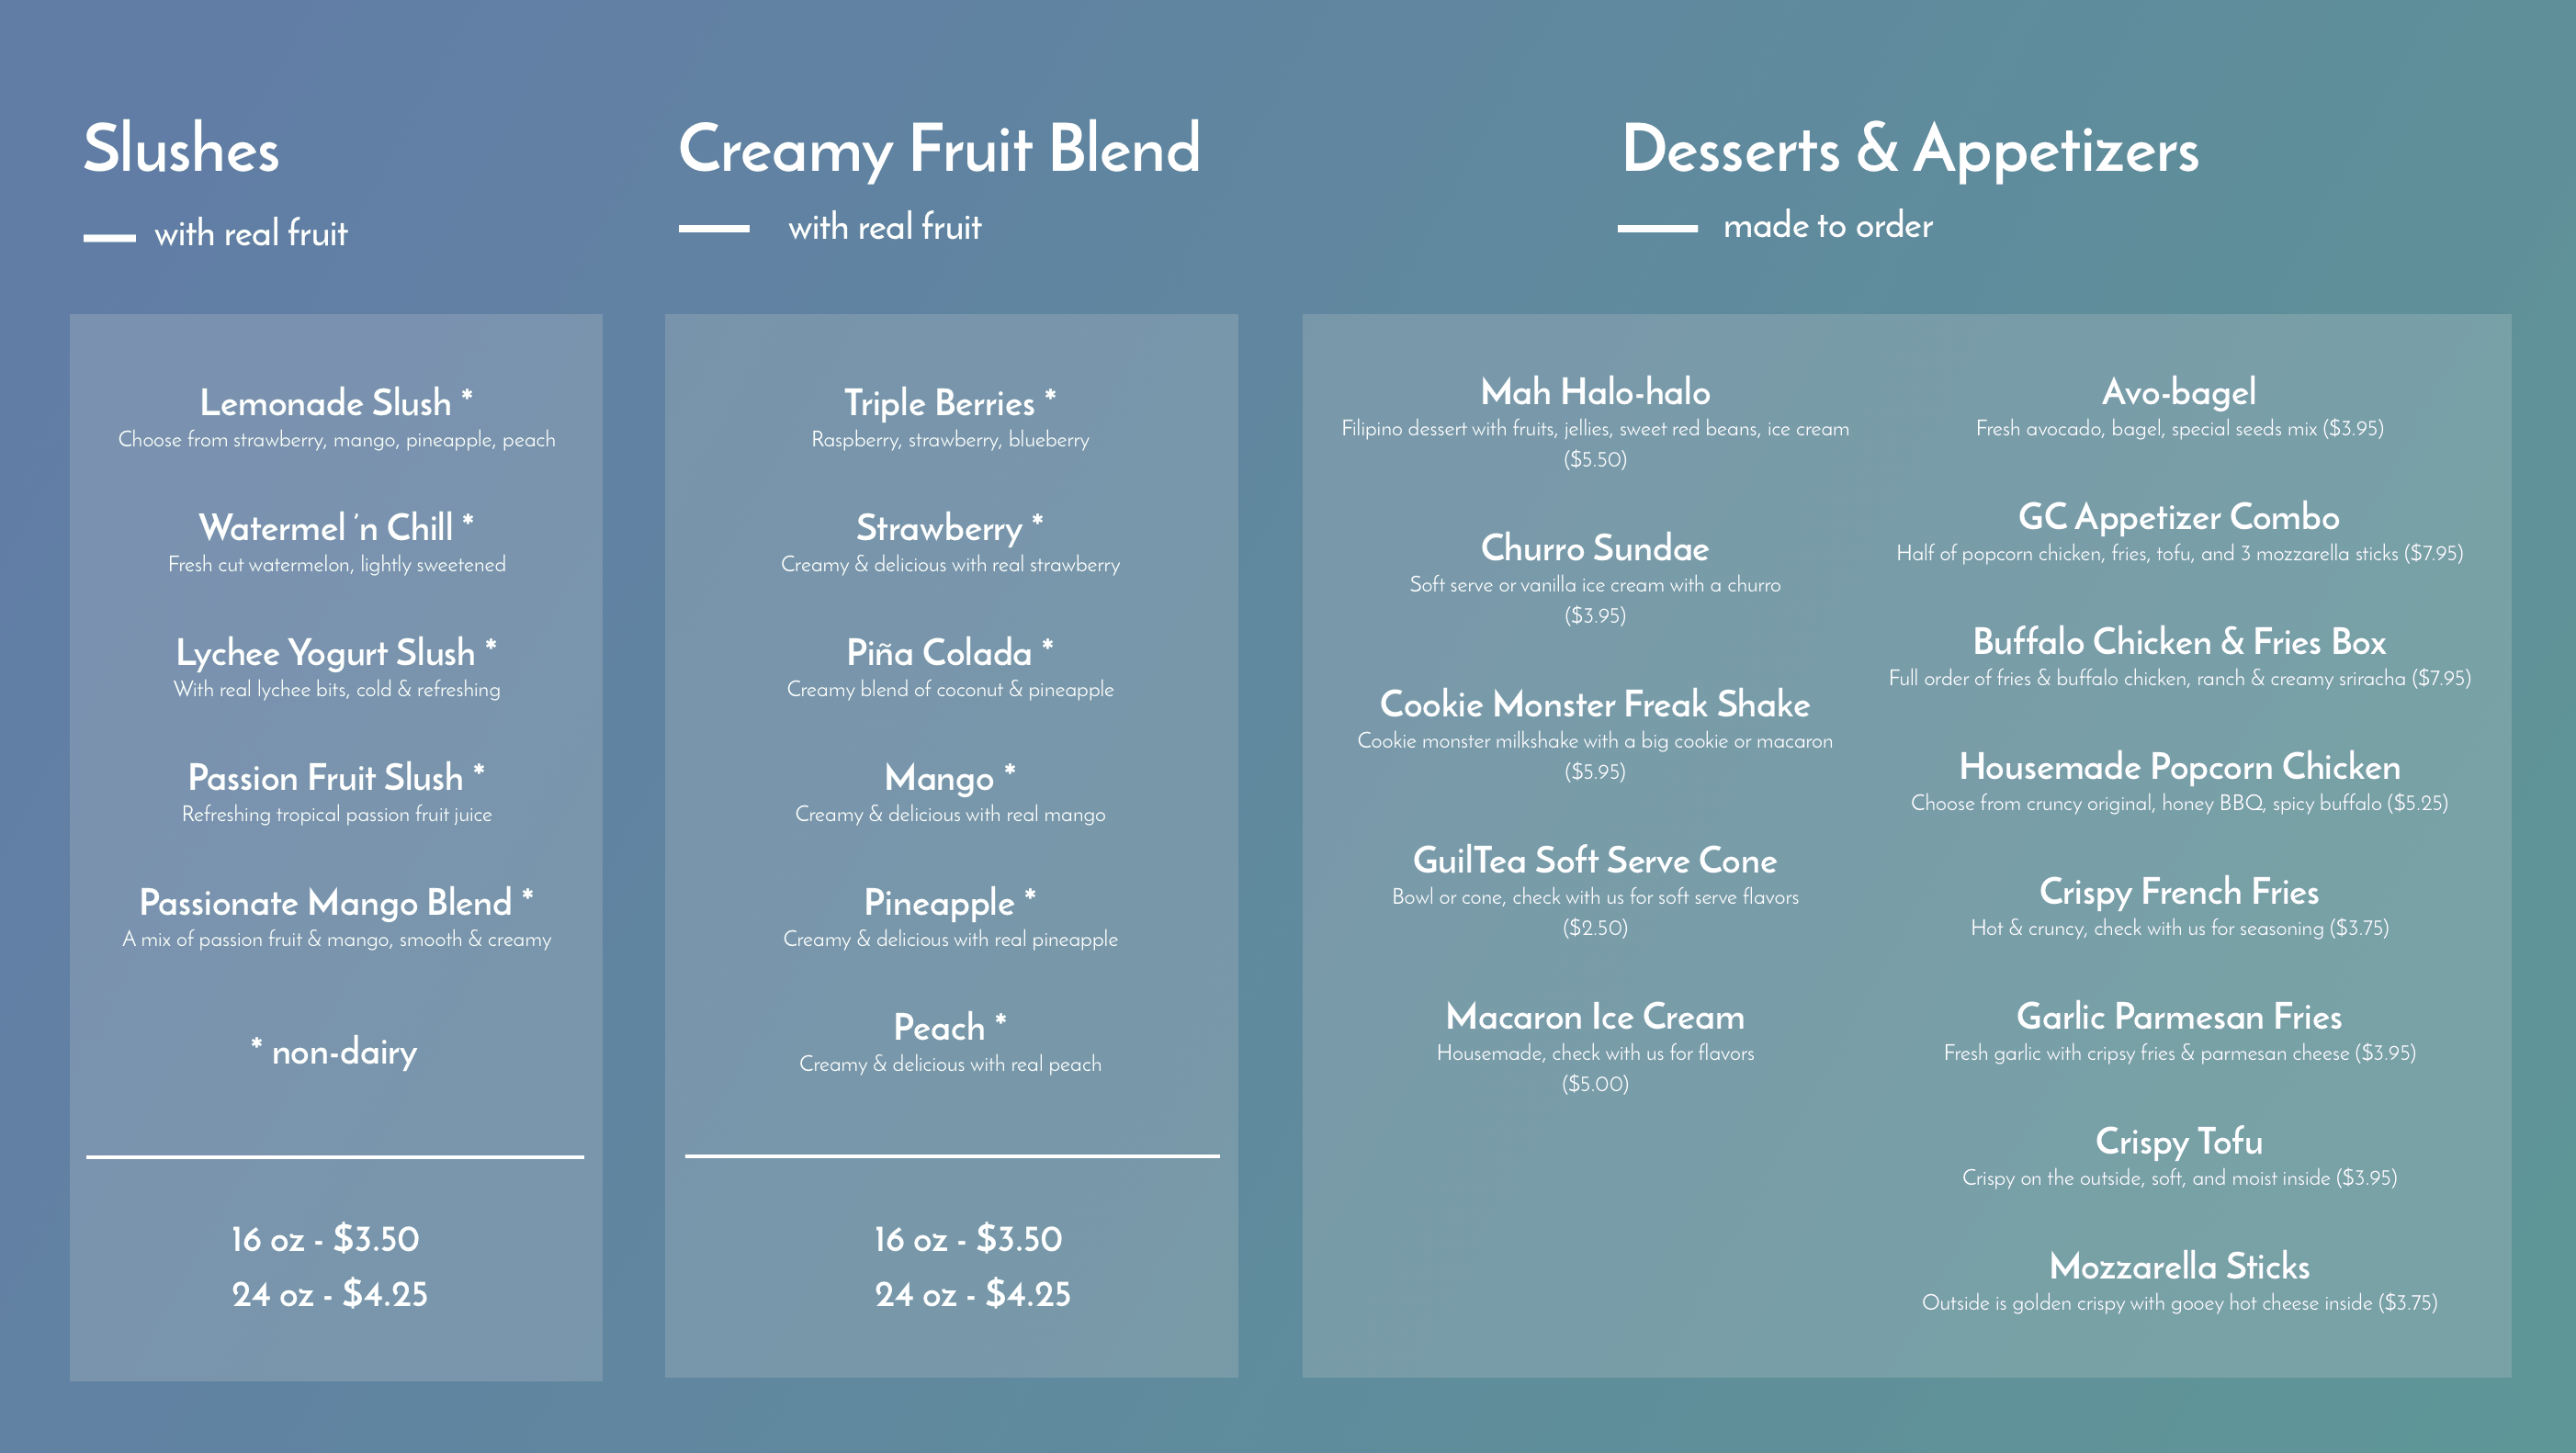 Slushes
with real fruit
Lemonade Slush *
Choose from strawberry, mango, pineapple, peach
Watermel 'n Chill *
Fresh cut watermelon, lightly sweetened
Lychee Yogurt Slush *
With real lychee bits, cold & refreshing
Passion Fruit Slush *
Refreshing tropical passion fruit juice
Passionate Mango Blend *
A mix of passion fruit & mango, smooth & creamy
* non-dairy
16 oz - $3.50
24 oz - $4.25
Creamy Fruit Blend
with real fruit
Triple Berries *
Raspberry, strawberry, blueberry
Strawberry *
Creamy & delicious with real strawberry
Piña Colada *
Creamy blend of coconut & pineapple
Mango *
Creamy & delicious with real mango
Pineapple *
Creamy & delicious with real pineapple
Peach *
Creamy & delicious with real peach
16 oz - $3.50
24 oz - $4.25
Desserts & Appetizers
made to order
Mah Halo-halo
Filipino dessert with fruits, jellies, sweet red beans, ice cream
($5.50)
Churro Sundae
Soft serve or vanilla ice cream with a churro
($3.95)
Cookie Monster Freak Shake
Cookie monster milkshake with a big cookie or macaron
($5.95)
GuilTea Soft Serve Cone
Bowl or cone, check with us for soft serve flavors
($2.50)
Macaron Ice Cream
Housemade, check with us for flavors
($5.00)
Avo-bagel
Fresh avocado, bagel, special seeds mix ($3.95)
GC Appetizer Combo
Half of popcorn chicken, fries, tofu, and 3 mozzarella sticks ($7.95)
Buffalo Chicken & Fries Box
Full order of fries & buffalo chicken, ranch & creamy sriracha ($7.95)
Housemade Popcorn Chicken
Choose from cruncy original, honey BBQ, spicy buffalo ($5.25)
Crispy French Fries
Hot & cruncy, check with us for seasoning ($3.75)
Garlic Parmesan Fries
Fresh garlic with cripsy fries & parmesan cheese ($3.95)
Crispy Tofu
Crispy on the outside, soft, and moist inside ($3.95)
Mozzarella Sticks
Outside is golden crispy with gooey hot cheese inside ($3.75)